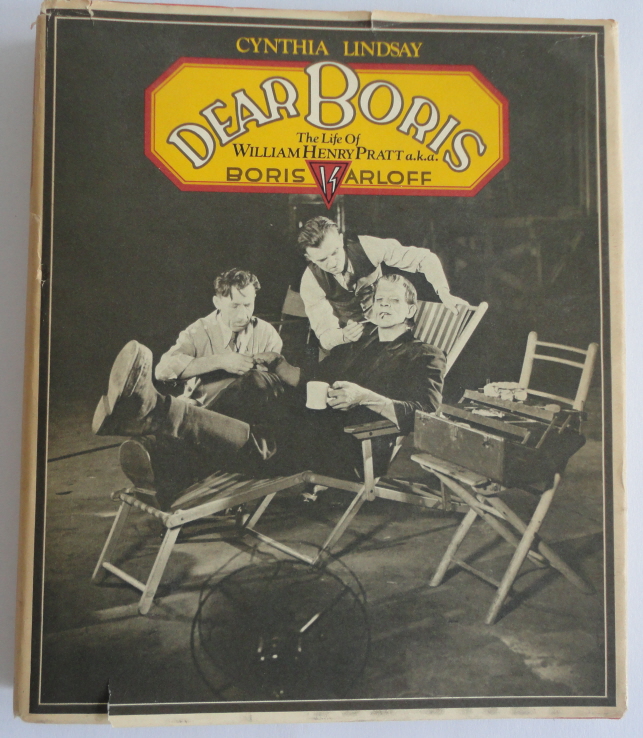 CYNTHIA LINDSAY
DEAR BORIS
The Life Of
WILLIAM HENRY PRATT a.k.a.
BORIS KARLOFF